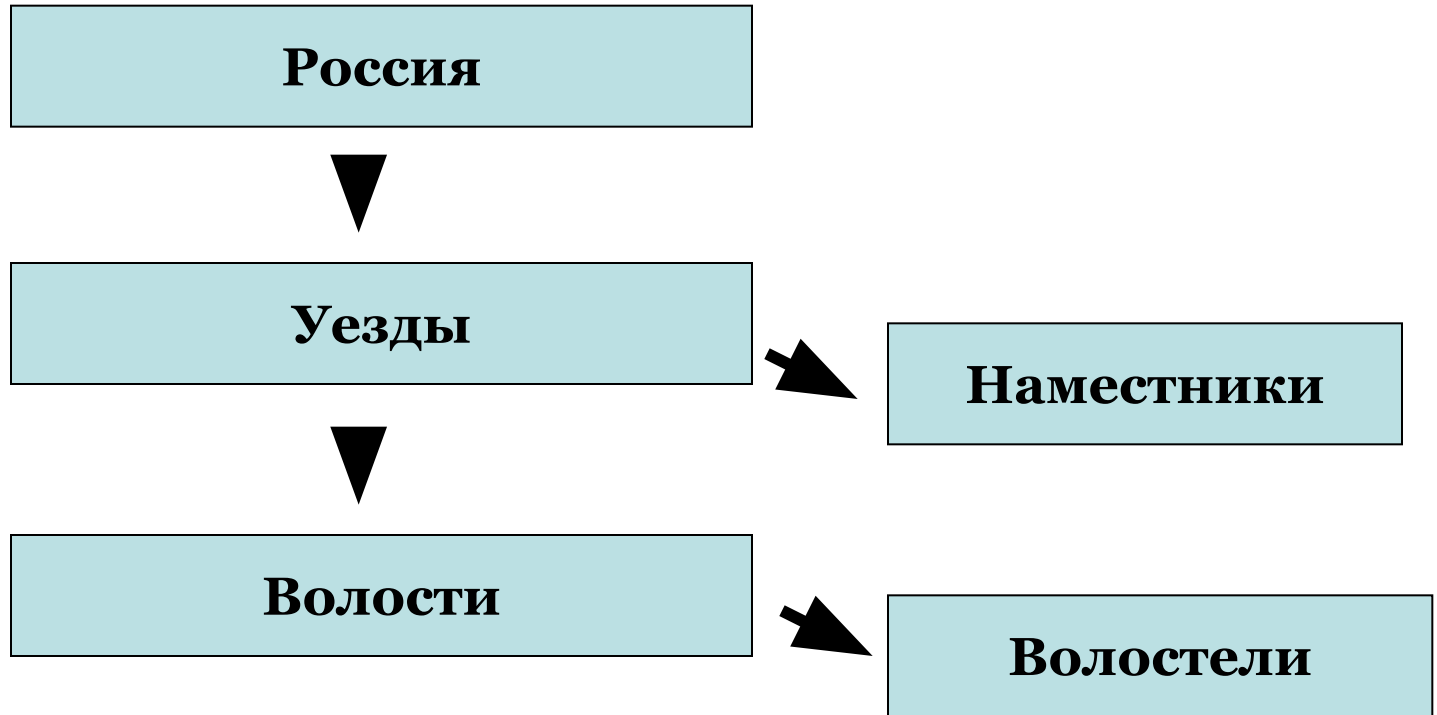 Россия
Уезды
Наместники
Волости
Волостели